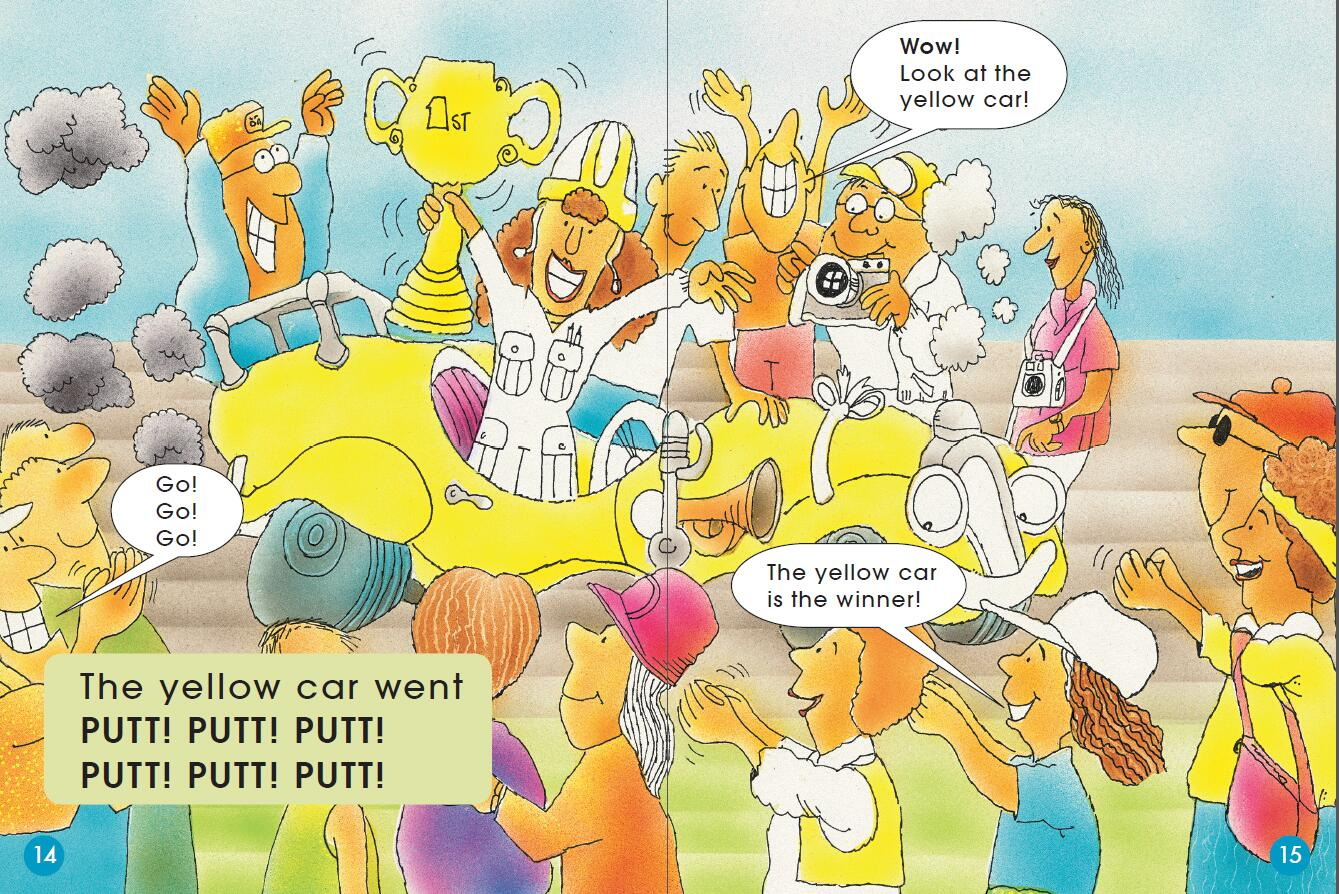 Wow!
Look at the
yellow car!
1ST
Go!
Go!
Go!
The yellow car
is the winner!
The yellow car went
PUTT! PUTT! PUTT!
PUTT! PUTT! PUTT!
14
15